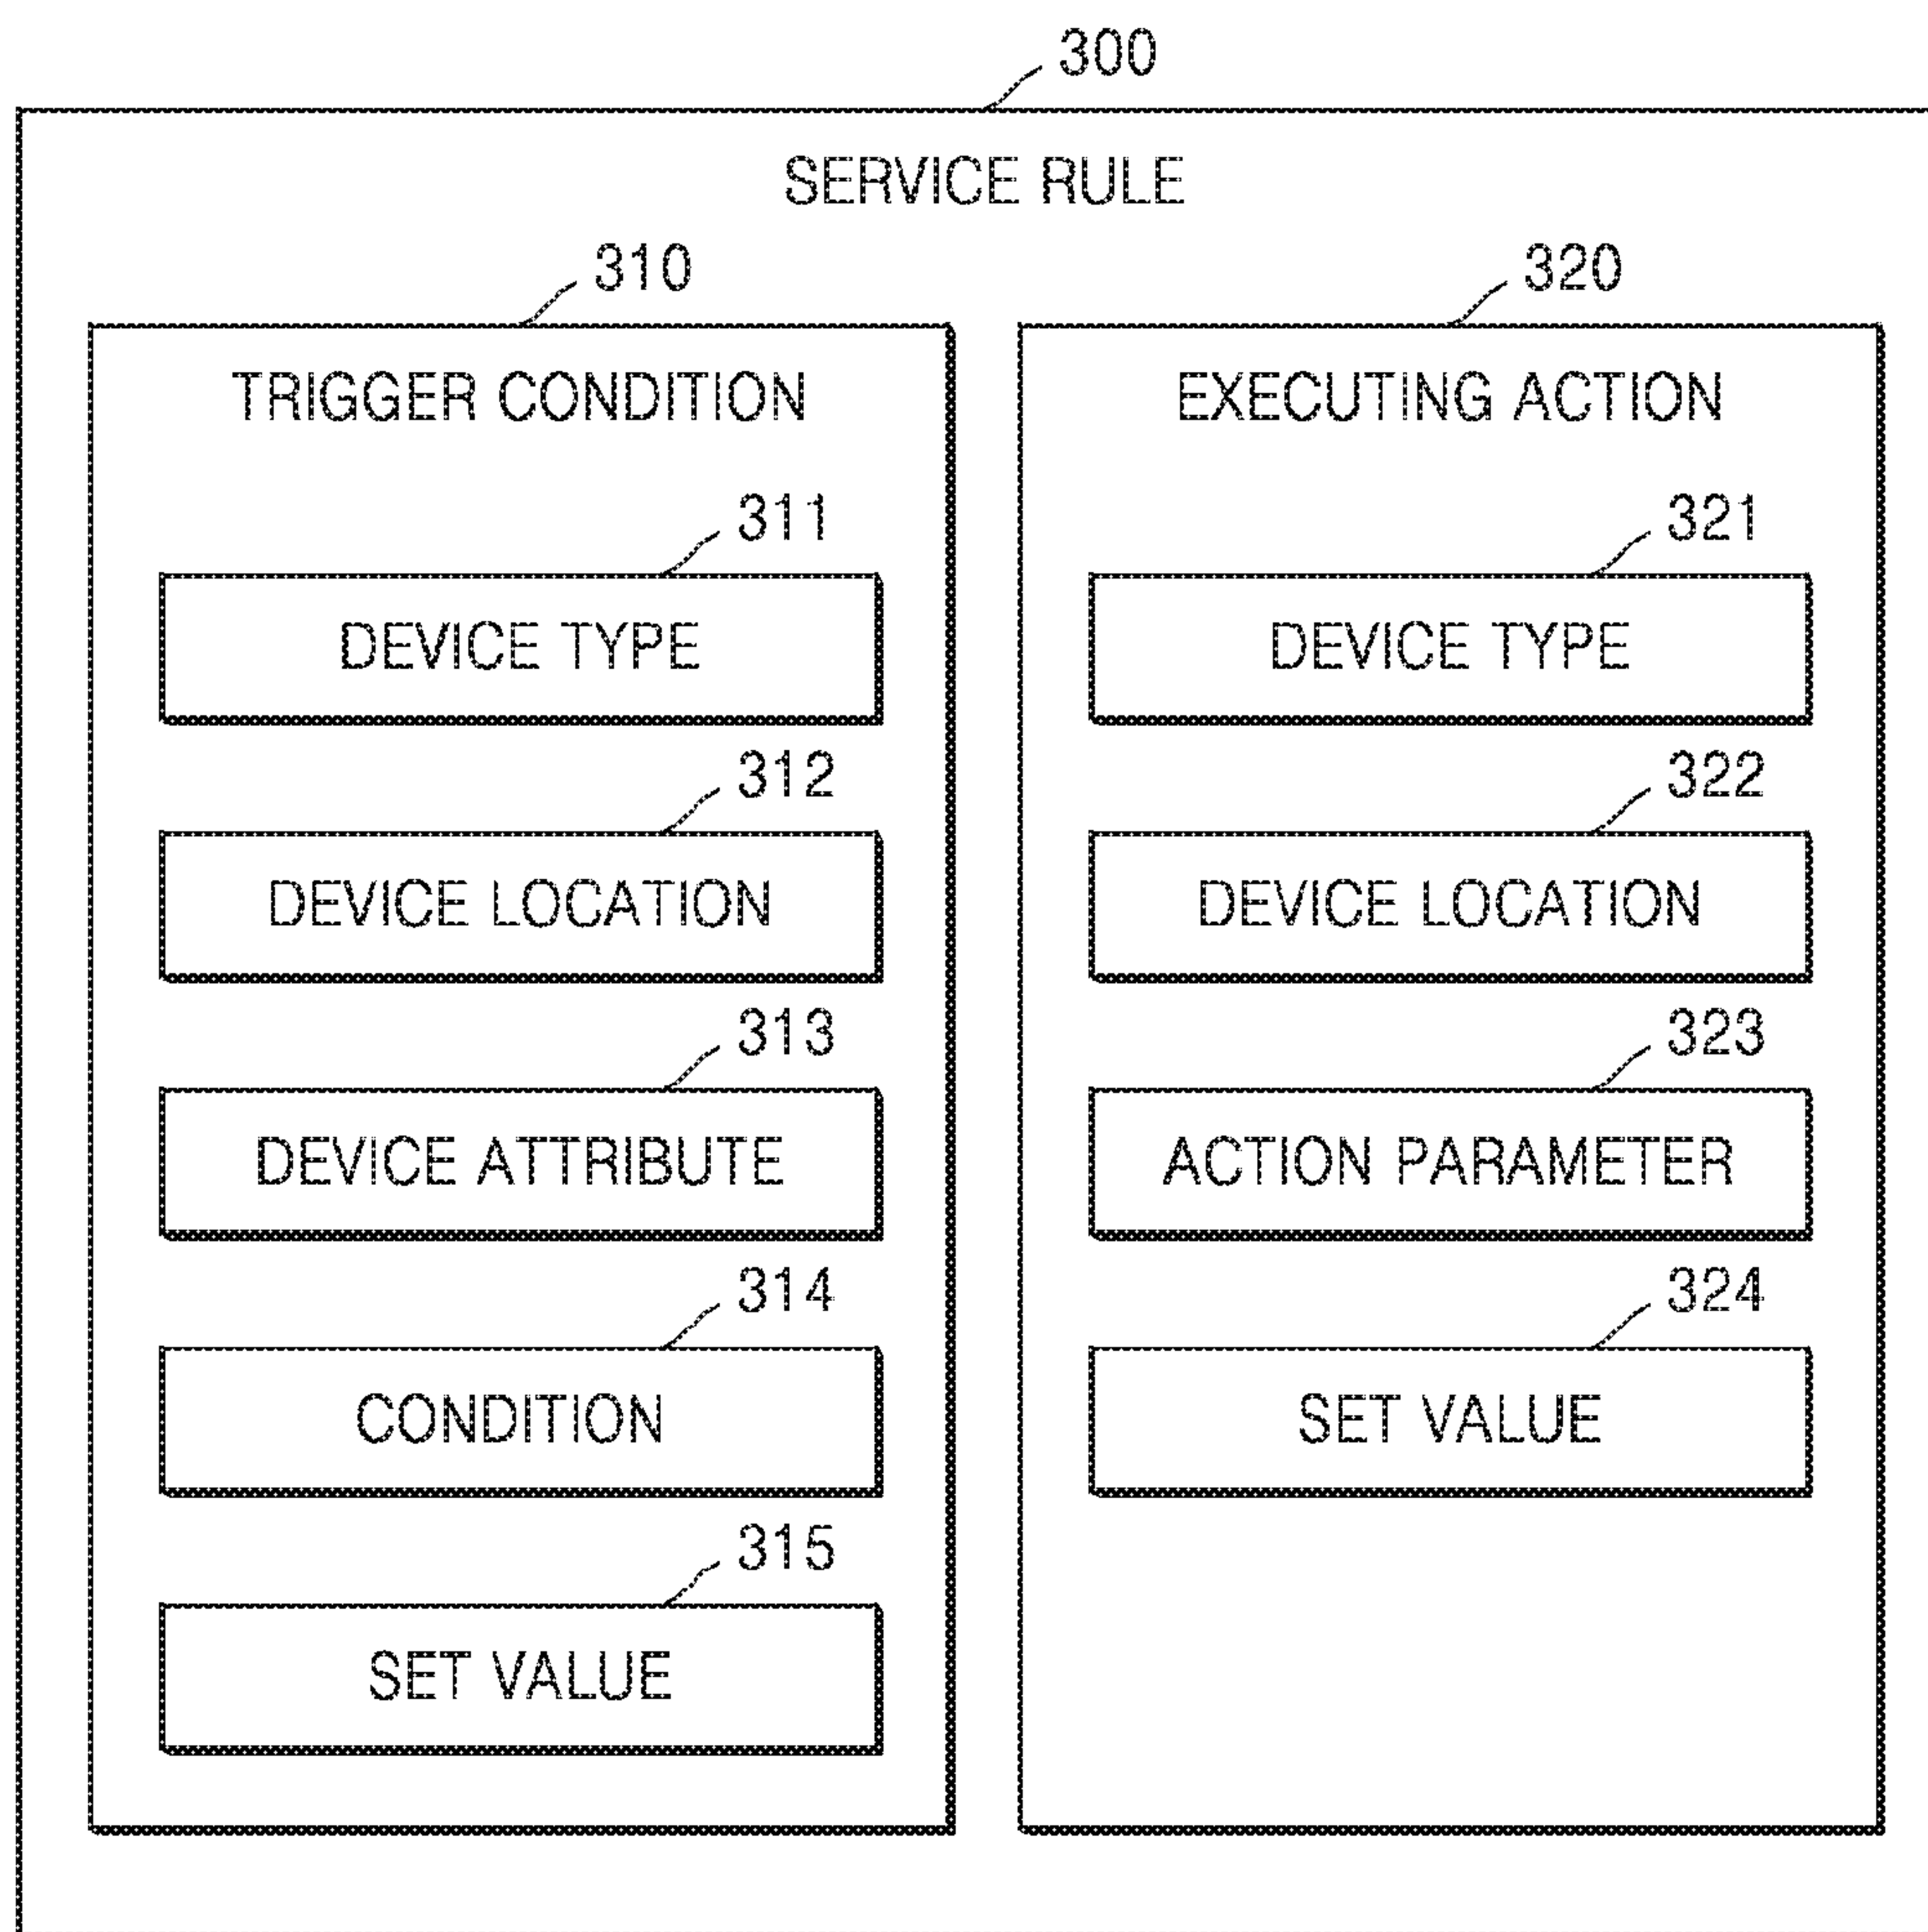 300
SERVICE RULE
310
TRIGGER CONDITION
311
DEVICE TYPE
312
DEVICE LOCATION
313
DEVICE ATTRIBUTE
314
CONDITION
315
SET VALUE
320
EXECUTING ACTION
321
DEVICE TYPE
322
DEVICE LOCATION
323
ACTION PARAMETER
324
SET VALUE